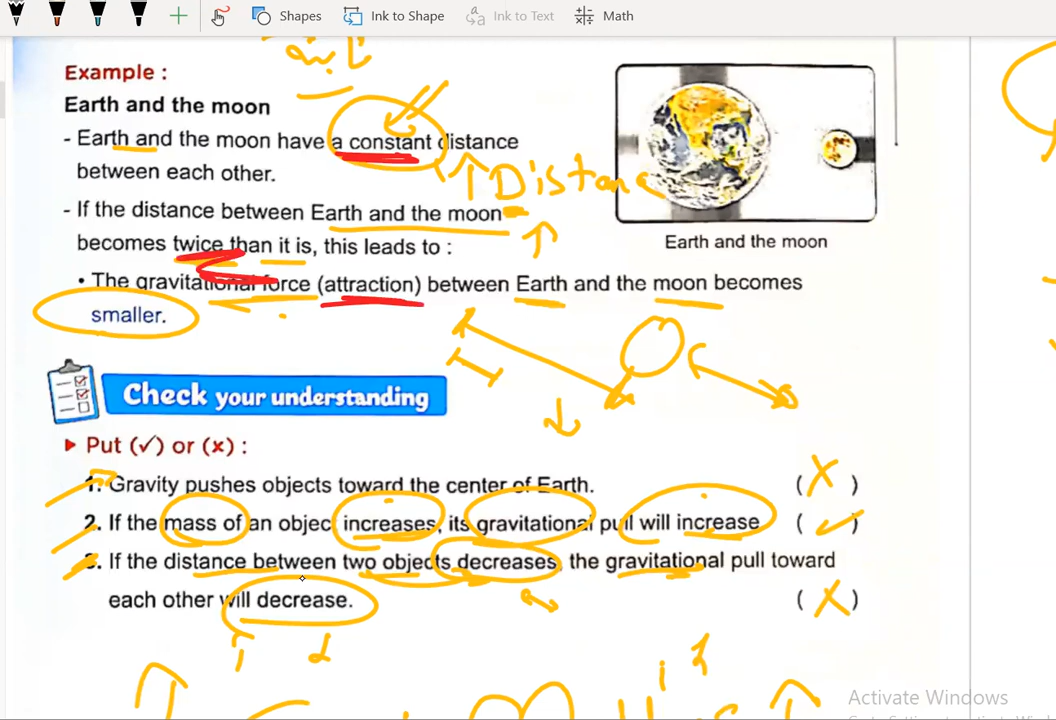 Shapes Ink to Shape Ink to Text Math
Example :
Earth and the moon
- Earth and the moon have a constant distance
between each other.
↑ Distance
- If the distance between Earth and the moon
becomes twice than it is, this leads to :
Earth and the moon
• The gravitational force (attraction) between Earth and the moon becomes
smaller.
Check your understanding
Put (✓) or (x) :
1. Gravity pushes objects toward the center of Earth. (X)
2. If the mass of an object increases, its gravitational pull will increase. (✓)
3. If the distance between two objects decreases, the gravitational pull toward
each other will decrease. (X)
Activate Windows